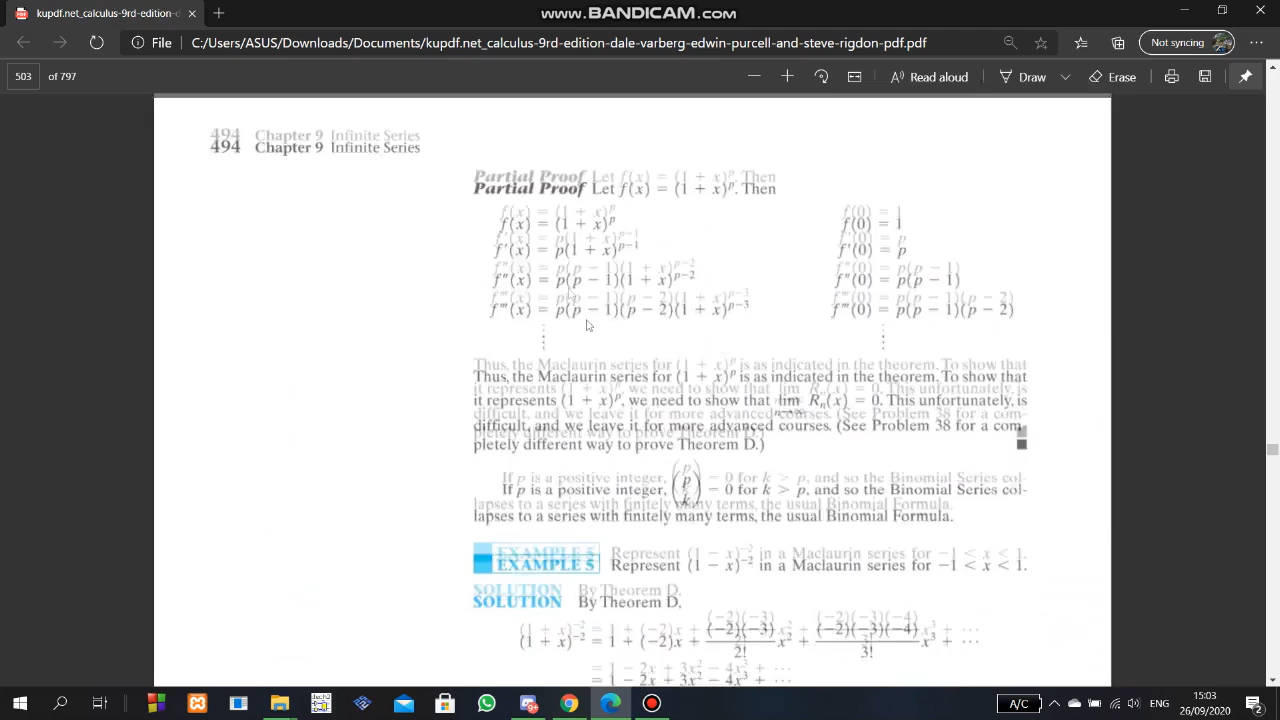 www.BANDICAM.com
kupdf.net_calculus-9rd-edition-d
File C:/Users/ASUS/Downloads/Documents/kupdf.net_calculus-9rd-edition-dale-varberg-edwin-purcell-and-steve-rigdon-pdf.pdf Not syncing
503 of 797 Read aloud Draw Erase
494 Chapter 9 Infinite Series
Partial Proof Let f(x) = (1 + x)^p. Then
f(x) = (1 + x)^p f(0) = 1
f'(x) = p(1 + x)^{p−1} f'(0) = p
f''(x) = p(p − 1)(1 + x)^{p−2} f''(0) = p(p − 1)
f'''(x) = p(p − 1)(p − 2)(1 + x)^{p−3} f'''(0) = p(p − 1)(p − 2)
⋮ ⋮
Thus, the Maclaurin series for (1 + x)^p is as indicated in the theorem. To show that
it represents (1 + x)^p, we need to show that lim_{n→∞} R_n(x) = 0. This unfortunately, is
difficult, and we leave it for more advanced courses. (See Problem 38 for a com-
pletely different way to prove Theorem D.)
If p is a positive integer, (p k) = 0 for k > p, and so the Binomial Series col-
lapses to a series with finitely many terms, the usual Binomial Formula.
EXAMPLE 5 Represent (1 − x)^{−2} in a Maclaurin series for −1 < x < 1.
SOLUTION By Theorem D,
(1 + x)^{−2} = 1 + (−2)x + (−2)(−3)/2! x² + (−2)(−3)(−4)/3! x³ + ⋯
= 1 − 2x + 3x² − 4x³ + ⋯
A/C 15:03
26/09/2020